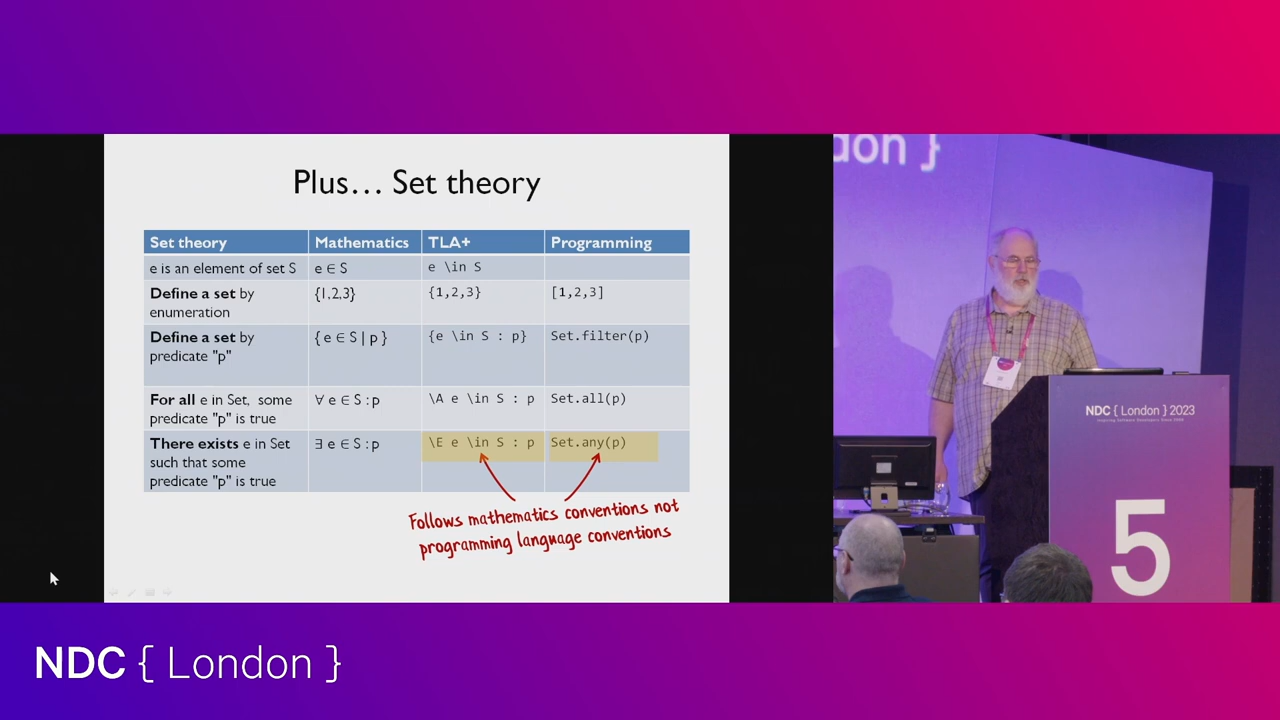 don }
Plus... Set theory
Set theory Mathematics TLA+ Programming
e is an element of set S e ∈ S e \in S
Define a set by enumeration {1,2,3} {1,2,3} [1,2,3]
Define a set by predicate "p" { e ∈ S | p } {e \in S : p} Set.filter(p)
For all e in Set, some predicate "p" is true ∀ e ∈ S : p \A e \in S : p Set.all(p)
There exists e in Set such that some predicate "p" is true ∃ e ∈ S : p \E e \in S : p Set.any(p)
Follows mathematics conventions not
programming language conventions
NDC { London } 2023
5
NDC { London }